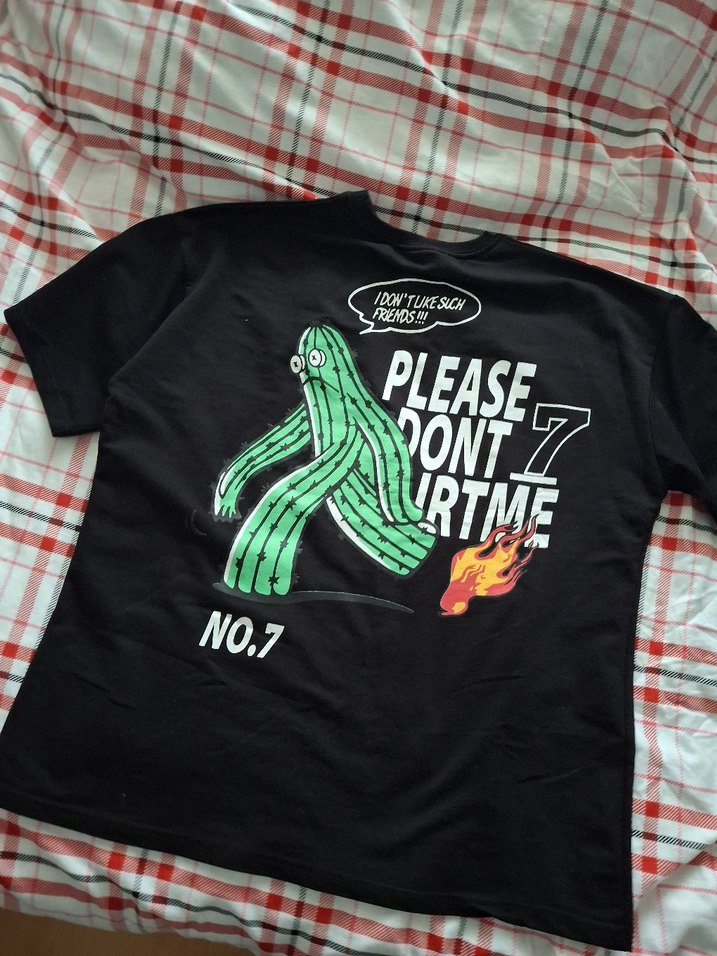 I DON'T LIKE SUCH
FRIENDS!!!
PLEASE
DONT 7
URTME
NO.7